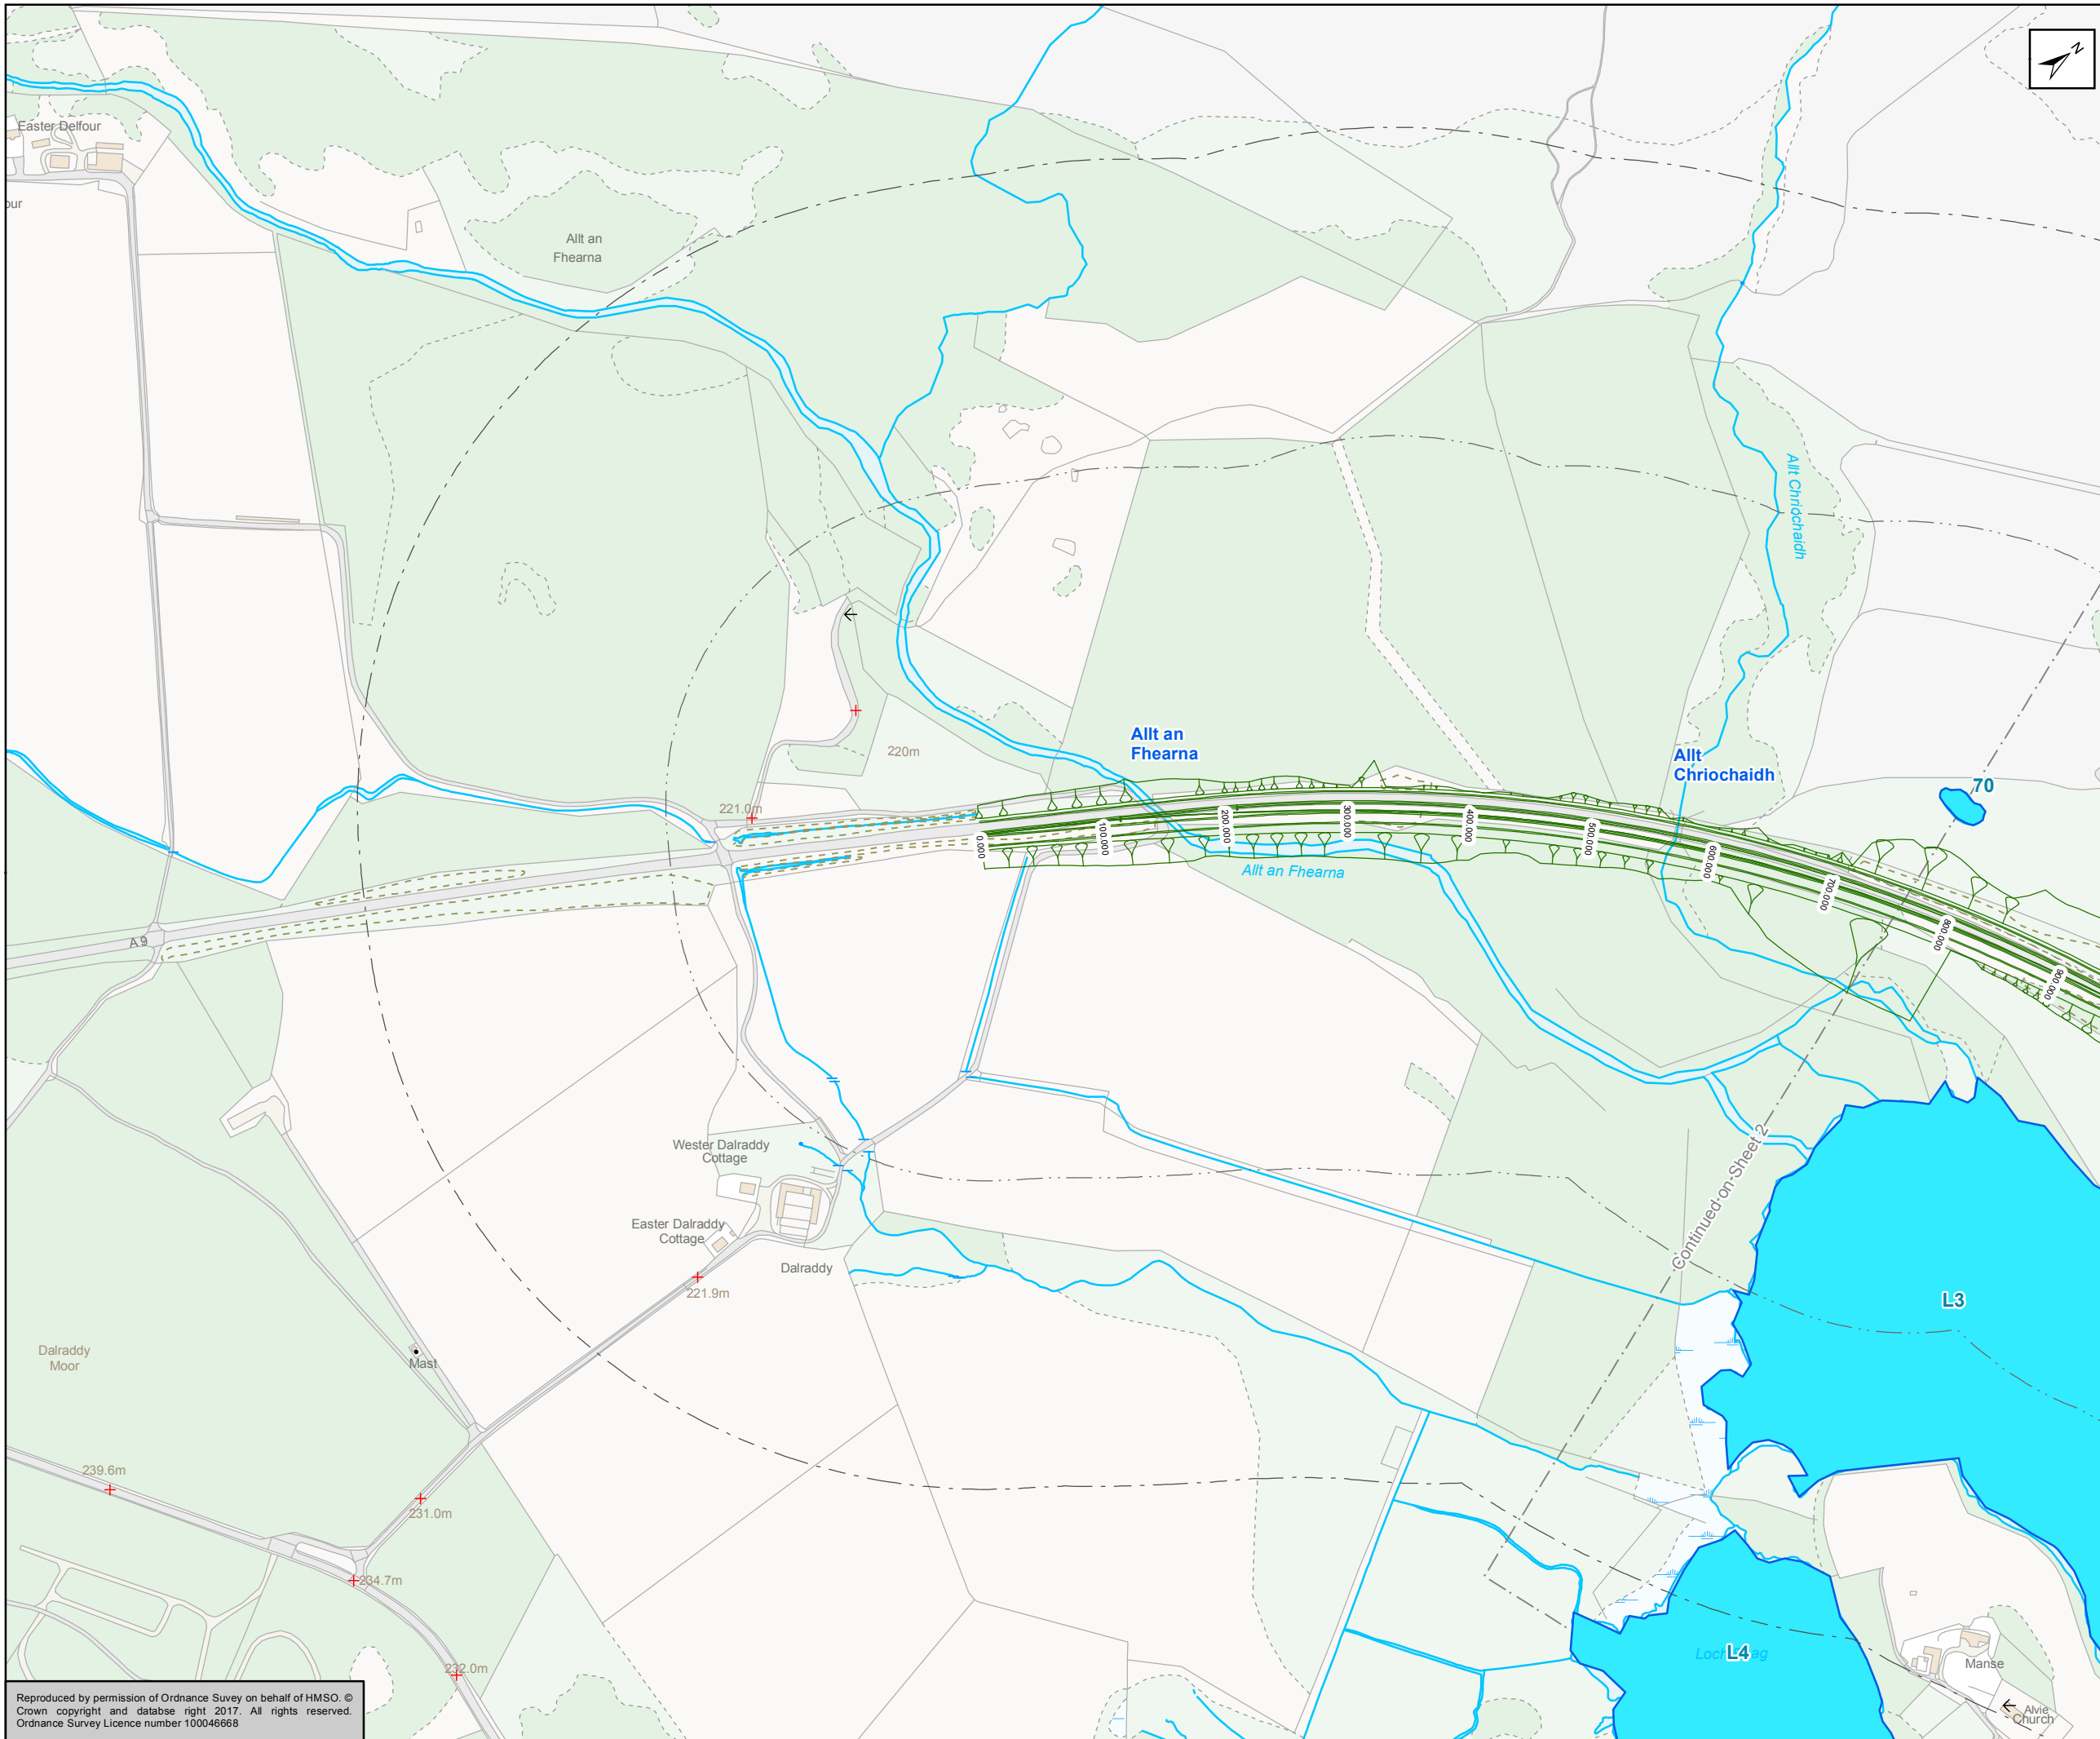 N
Easter Delfour
our
Allt an
Fhearna
Allt Chriochaidh
Allt an
Fhearna
Allt
Chriochaidh
70
220m
221.0m
0.000
100.000
200.000
300.000
400.000
500.000
600.000
700.000
800.000
900.000
Allt an Fhearna
A 9
Continued-on-Sheet 2
Wester Dalraddy
Cottage
Easter Dalraddy
Cottage
Dalraddy
221.9m
L3
Dalraddy
Moor
Mast
239.6m
231.0m
234.7m
232.0m
L4
Manse
Alvie
Church
Reproduced by permission of Ordnance Suvey on behalf of HMSO. ©
Crown copyright and databse right 2017. All rights reserved.
Ordnance Survey Licence number 100046668